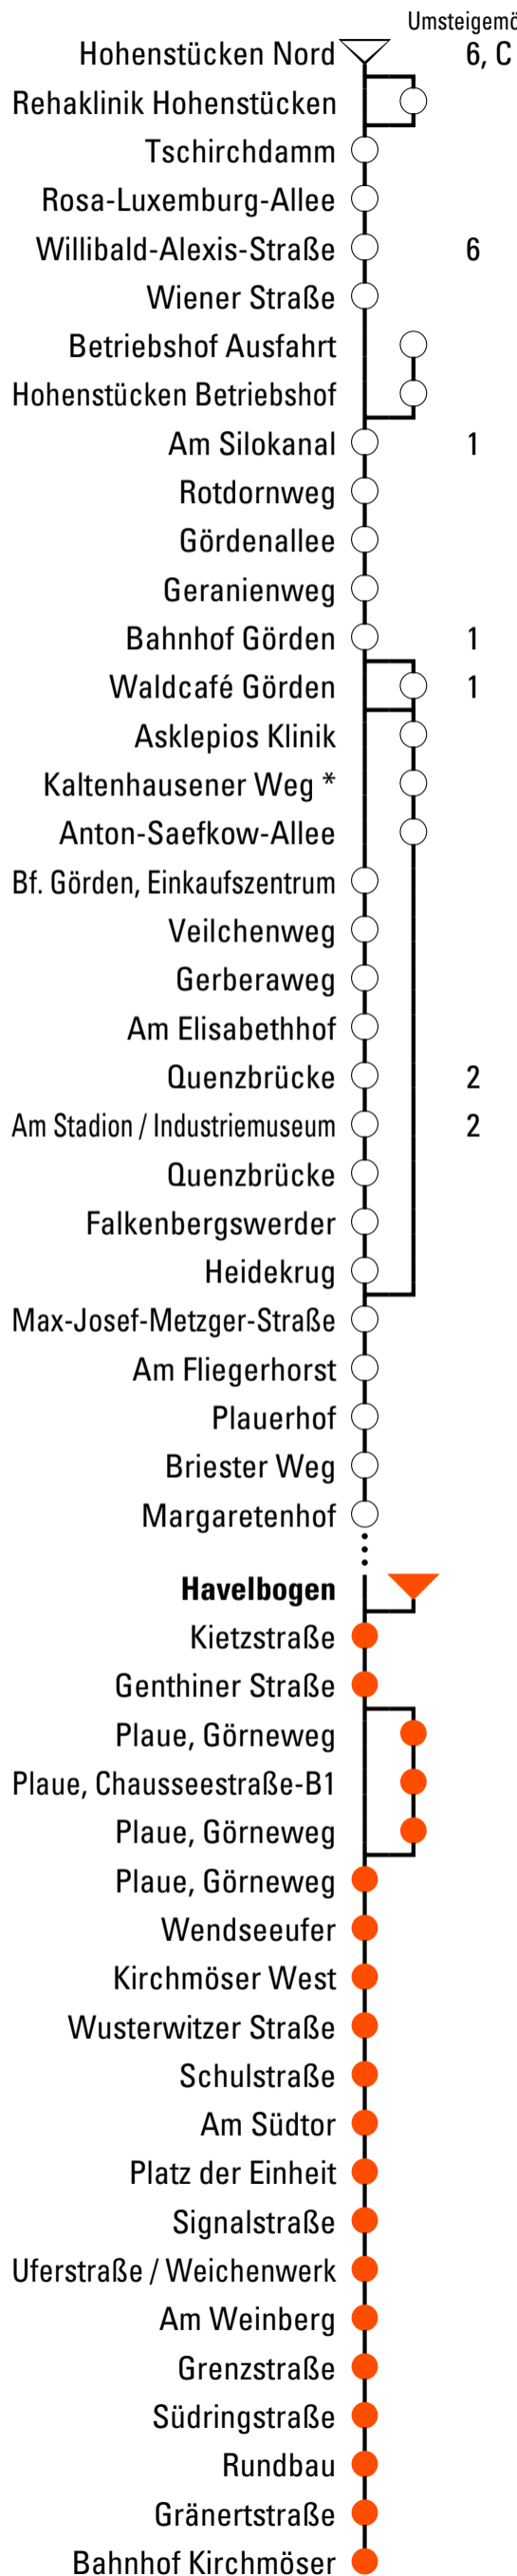 Umsteigemö
Hohenstücken Nord 6, C
Rehaklinik Hohenstücken
Tschirchdamm
Rosa-Luxemburg-Allee
Willibald-Alexis-Straße 6
Wiener Straße
Betriebshof Ausfahrt
Hohenstücken Betriebshof
Am Silokanal 1
Rotdornweg
Gördenallee
Geranienweg
Bahnhof Görden 1
Waldcafé Görden 1
Asklepios Klinik
Kaltenhausener Weg *
Anton-Saefkow-Allee
Bf. Görden, Einkaufszentrum
Veilchenweg
Gerberaweg
Am Elisabethhof
Quenzbrücke 2
Am Stadion / Industriemuseum 2
Quenzbrücke
Falkenbergswerder
Heidekrug
Max-Josef-Metzger-Straße
Am Fliegerhorst
Plauerhof
Briester Weg
Margaretenhof
Havelbogen
Kietzstraße
Genthiner Straße
Plaue, Görneweg
Plaue, Chausseestraße-B1
Plaue, Görneweg
Plaue, Görneweg
Wendseeufer
Kirchmöser West
Wusterwitzer Straße
Schulstraße
Am Südtor
Platz der Einheit
Signalstraße
Uferstraße / Weichenwerk
Am Weinberg
Grenzstraße
Südringstraße
Rundbau
Gränertstraße
Bahnhof Kirchmöser